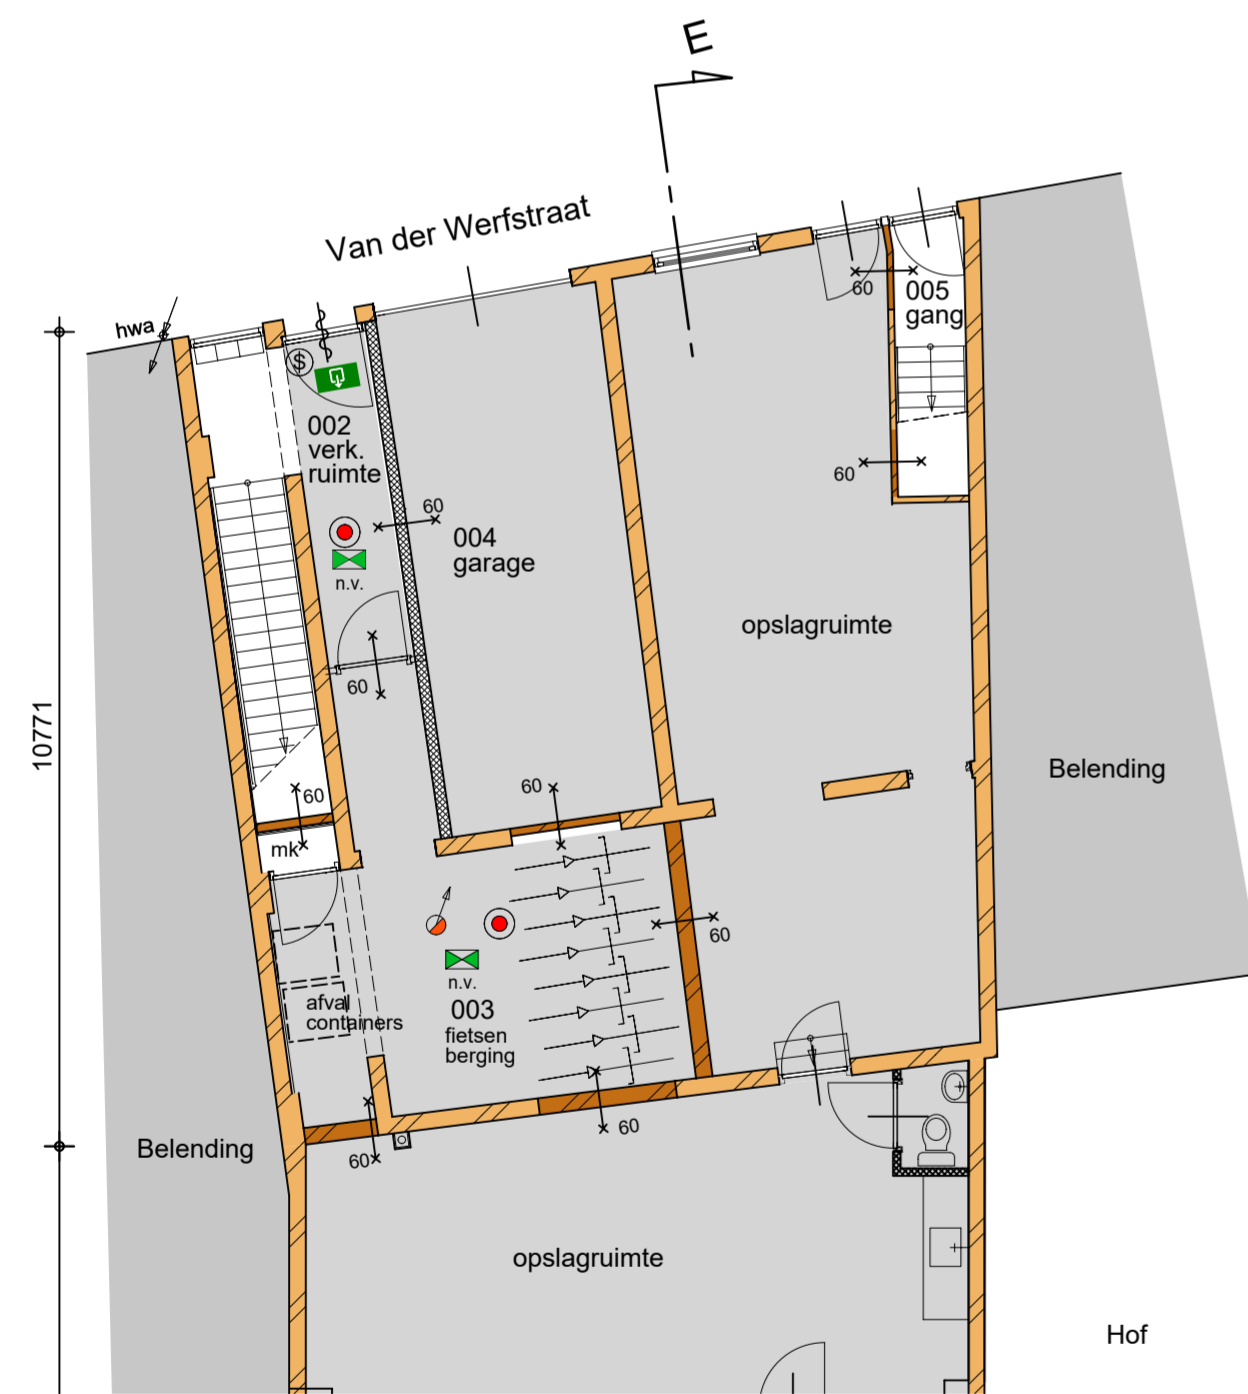 E
Van der Werfstraat
hwa
60
005
gang
$
002
verk.
ruimte
60
60
004
garage
n.v.
opslagruimte
60
10771
Belending
60
60
mk
60
n.v.
afval
containers
003
fietsen
berging
60
Belending
60
opslagruimte
Hof